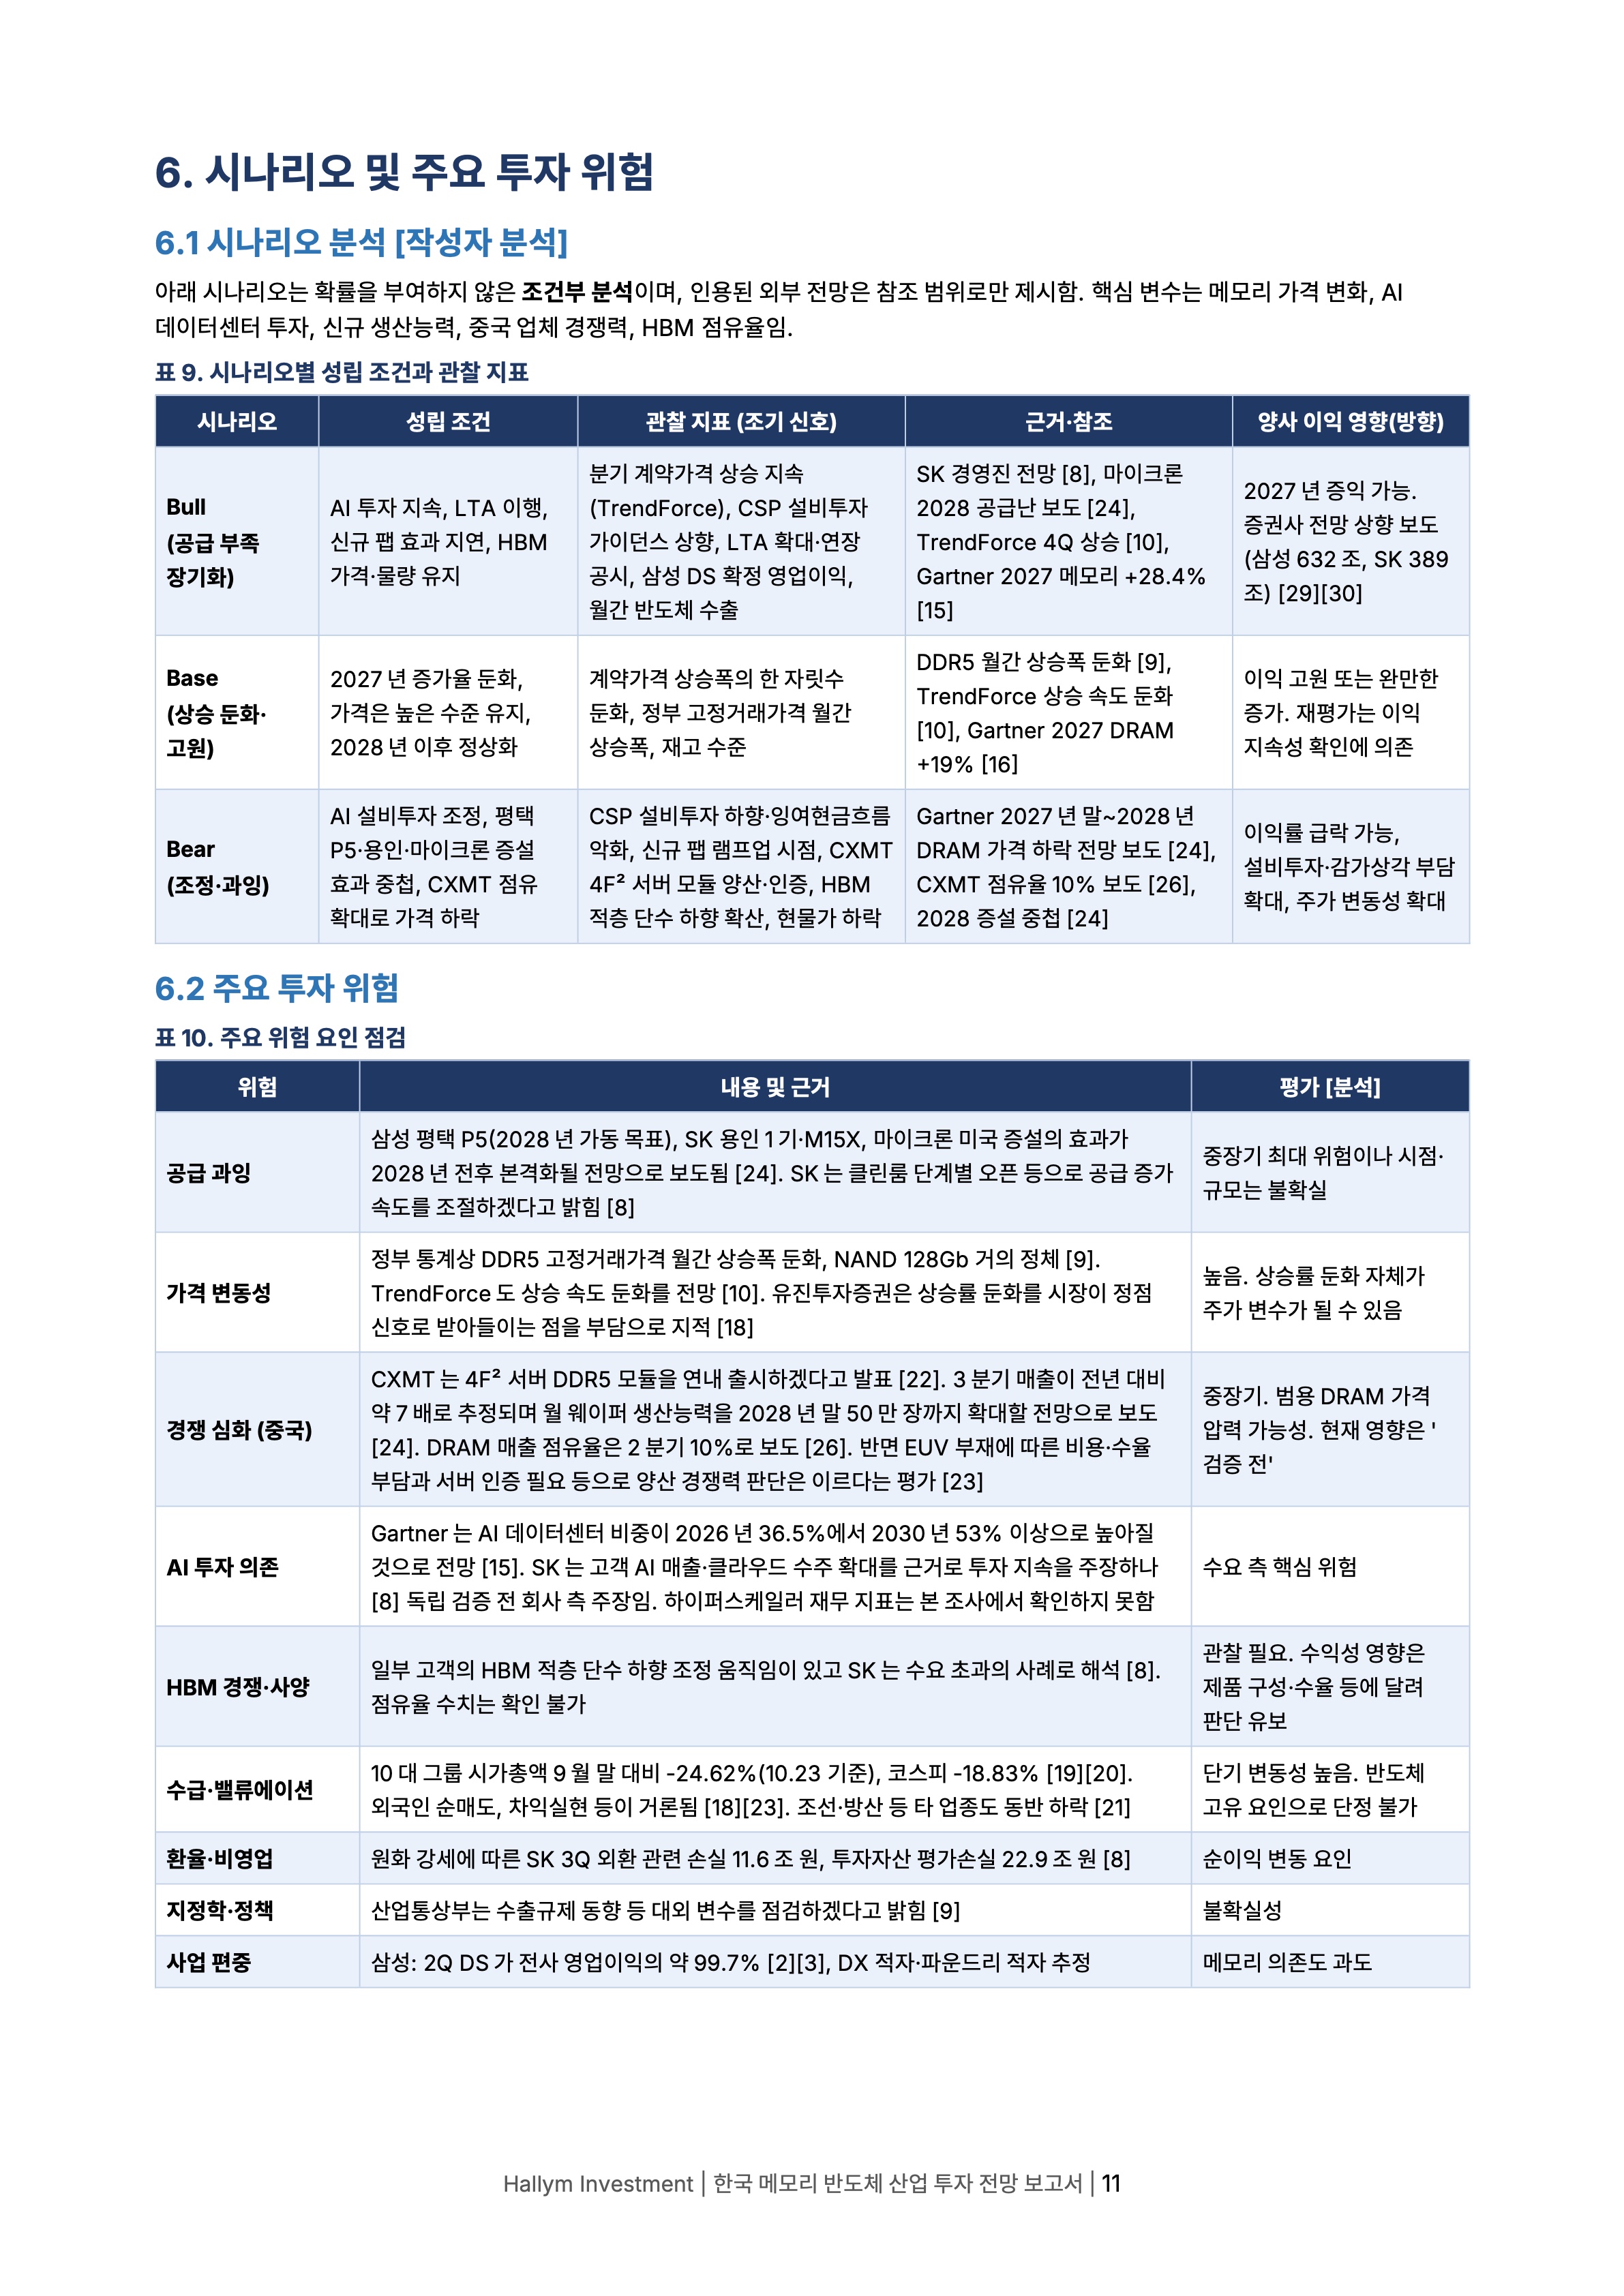 6. 시나리오 및 주요 투자 위험
6.1 시나리오 분석 [작성자 분석]
아래 시나리오는 확률을 부여하지 않은 조건부 분석이며, 인용된 외부 전망은 참조 범위로만 제시함. 핵심 변수는 메모리 가격 변화, AI
데이터센터 투자, 신규 생산능력, 중국 업체 경쟁력, HBM 점유율임.
표 9. 시나리오별 성립 조건과 관찰 지표
시나리오
성립 조건
관찰 지표 (조기 신호)
근거·참조
양사 이익 영향(방향)
Bull
(공급 부족
장기화)
AI 투자 지속, LTA 이행,
신규 팹 효과 지연, HBM
가격·물량 유지
분기 계약가격 상승 지속
(TrendForce), CSP 설비투자
가이던스 상향, LTA 확대·연장
공시, 삼성 DS 확정 영업이익,
월간 반도체 수출
SK 경영진 전망 [8], 마이크론
2028 공급난 보도 [24],
TrendForce 4Q 상승 [10],
Gartner 2027 메모리 +28.4%
[15]
2027 년 증익 가능.
증권사 전망 상향 보도
(삼성 632 조, SK 389
조) [29][30]
Base
(상승 둔화·
고원)
2027 년 증가율 둔화,
가격은 높은 수준 유지,
2028 년 이후 정상화
계약가격 상승폭의 한 자릿수
둔화, 정부 고정거래가격 월간
상승폭, 재고 수준
DDR5 월간 상승폭 둔화 [9],
TrendForce 상승 속도 둔화
[10], Gartner 2027 DRAM
+19% [16]
이익 고원 또는 완만한
증가. 재평가는 이익
지속성 확인에 의존
Bear
(조정·과잉)
AI 설비투자 조정, 평택
P5·용인·마이크론 증설
효과 중첩, CXMT 점유
확대로 가격 하락
CSP 설비투자 하향·잉여현금흐름
악화, 신규 팹 램프업 시점, CXMT
4F² 서버 모듈 양산·인증, HBM
적층 단수 하향 확산, 현물가 하락
Gartner 2027 년 말~2028 년
DRAM 가격 하락 전망 보도 [24],
CXMT 점유율 10% 보도 [26],
2028 증설 중첩 [24]
이익률 급락 가능,
설비투자·감가상각 부담
확대, 주가 변동성 확대
6.2 주요 투자 위험
표 10. 주요 위험 요인 점검
위험
내용 및 근거
평가 [분석]
공급 과잉
삼성 평택 P5(2028 년 가동 목표), SK 용인 1 기·M15X, 마이크론 미국 증설의 효과가
2028 년 전후 본격화될 전망으로 보도됨 [24]. SK 는 클린룸 단계별 오픈 등으로 공급 증가
속도를 조절하겠다고 밝힘 [8]
중장기 최대 위험이나 시점·
규모는 불확실
가격 변동성
정부 통계상 DDR5 고정거래가격 월간 상승폭 둔화, NAND 128Gb 거의 정체 [9].
TrendForce 도 상승 속도 둔화를 전망 [10]. 유진투자증권은 상승률 둔화를 시장이 정점
신호로 받아들이는 점을 부담으로 지적 [18]
높음. 상승률 둔화 자체가
주가 변수가 될 수 있음
경쟁 심화 (중국)
CXMT 는 4F² 서버 DDR5 모듈을 연내 출시하겠다고 발표 [22]. 3 분기 매출이 전년 대비
약 7 배로 추정되며 월 웨이퍼 생산능력을 2028 년 말 50 만 장까지 확대할 전망으로 보도
[24]. DRAM 매출 점유율은 2 분기 10%로 보도 [26]. 반면 EUV 부재에 따른 비용·수율
부담과 서버 인증 필요 등으로 양산 경쟁력 판단은 이르다는 평가 [23]
중장기. 범용 DRAM 가격
압력 가능성. 현재 영향은 '
검증 전'
AI 투자 의존
Gartner 는 AI 데이터센터 비중이 2026 년 36.5%에서 2030 년 53% 이상으로 높아질
것으로 전망 [15]. SK 는 고객 AI 매출·클라우드 수주 확대를 근거로 투자 지속을 주장하나
[8] 독립 검증 전 회사 측 주장임. 하이퍼스케일러 재무 지표는 본 조사에서 확인하지 못함
수요 측 핵심 위험
HBM 경쟁·사양
일부 고객의 HBM 적층 단수 하향 조정 움직임이 있고 SK 는 수요 초과의 사례로 해석 [8].
점유율 수치는 확인 불가
관찰 필요. 수익성 영향은
제품 구성·수율 등에 달려
판단 유보
수급·밸류에이션
10 대 그룹 시가총액 9 월 말 대비 -24.62%(10.23 기준), 코스피 -18.83% [19][20].
외국인 순매도, 차익실현 등이 거론됨 [18][23]. 조선·방산 등 타 업종도 동반 하락 [21]
단기 변동성 높음. 반도체
고유 요인으로 단정 불가
환율·비영업
원화 강세에 따른 SK 3Q 외환 관련 손실 11.6 조 원, 투자자산 평가손실 22.9 조 원 [8]
순이익 변동 요인
지정학·정책
산업통상부는 수출규제 동향 등 대외 변수를 점검하겠다고 밝힘 [9]
불확실성
사업 편중
삼성: 2Q DS 가 전사 영업이익의 약 99.7% [2][3], DX 적자·파운드리 적자 추정
메모리 의존도 과도
Hallym Investment | 한국 메모리 반도체 산업 투자 전망 보고서 | 11